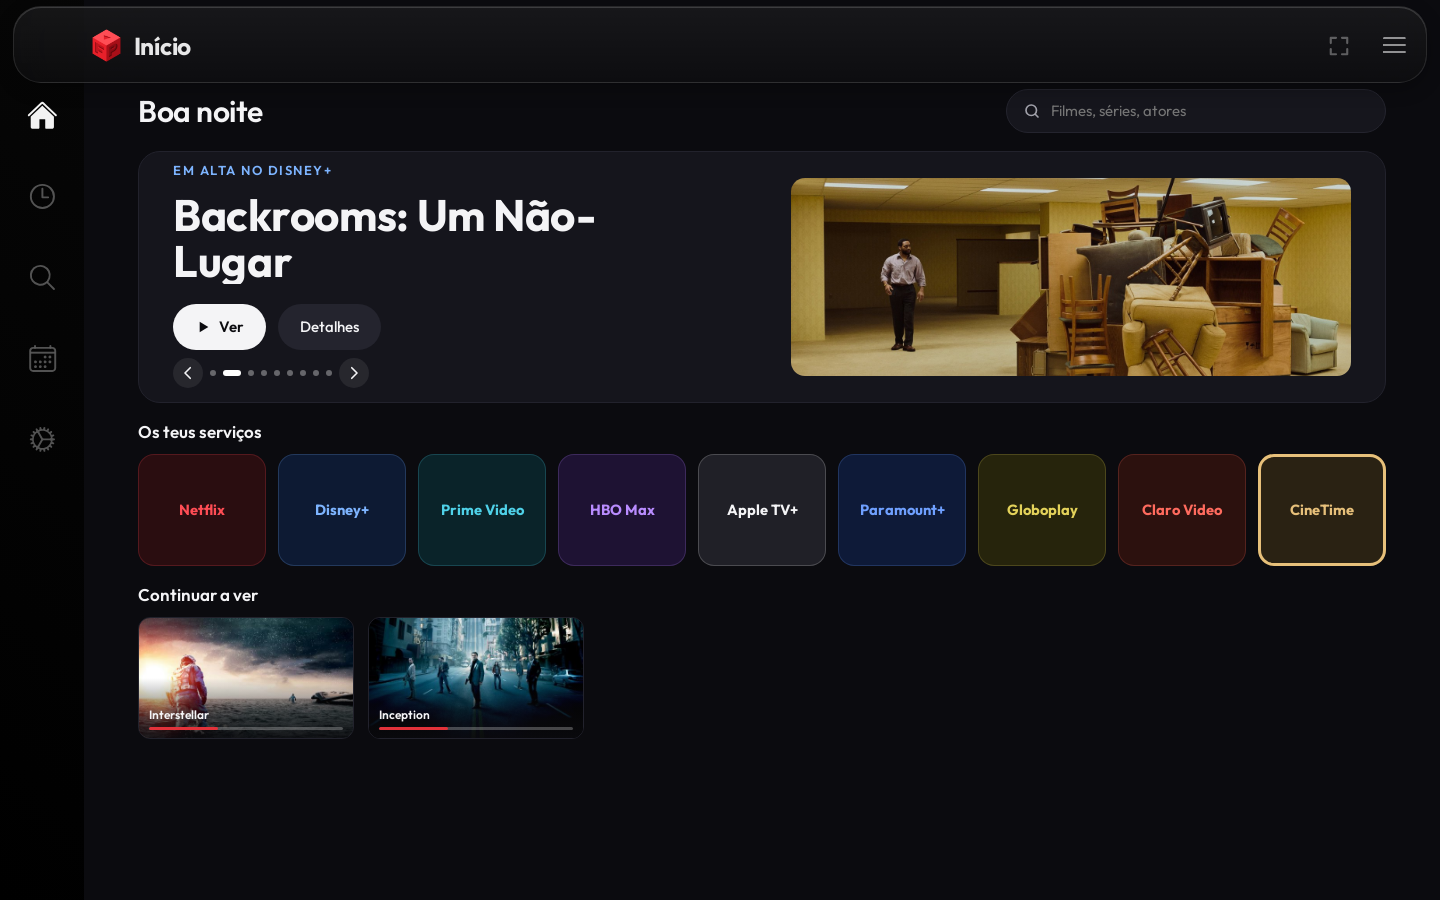 Início
Boa noite
Filmes, séries, atores
EM ALTA NO DISNEY+
Backrooms: Um Não-
Lugar
Ver
Detalhes
Os teus serviços
Netflix
Disney+
Prime Video
HBO Max
Apple TV+
Paramount+
Globoplay
Claro Video
CineTime
Continuar a ver
Interstellar
Inception